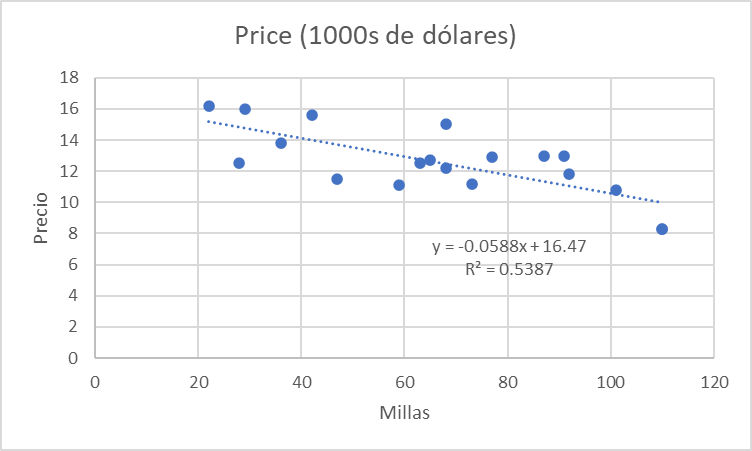 Price (1000s de dólares)
18
16
14
12
10
8
6
4
2
0
Precio
y = -0.0588x + 16.47
R² = 0.5387
0 20 40 60 80 100 120
Millas